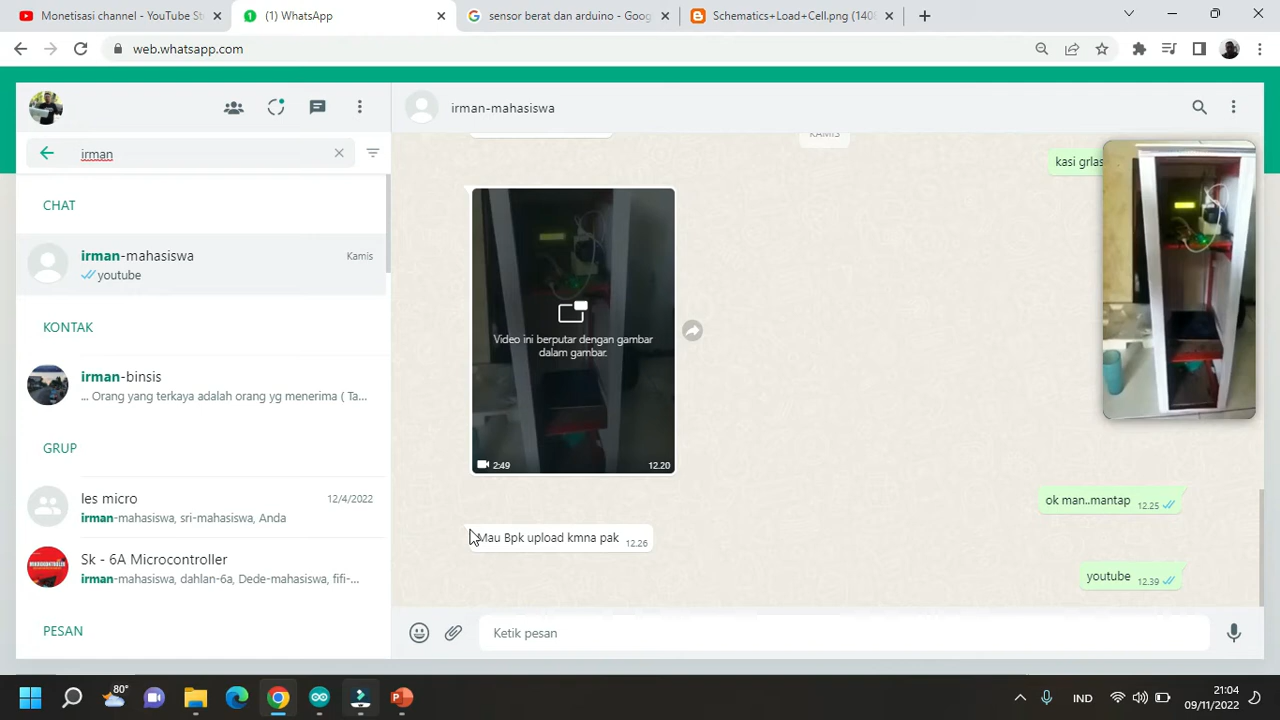 Monetisasi channel - YouTube St
(1) WhatsApp
sensor berat dan arduino - Goog
Schematics+Load+Cell.png (1408
web.whatsapp.com
irman
CHAT
irman-mahasiswa
Kamis
youtube
KONTAK
irman-binsis
... Orang yang terkaya adalah orang yg menerima ( Ta...
GRUP
les micro
12/4/2022
irman-mahasiswa, sri-mahasiswa, Anda
Sk - 6A Microcontroller
irman-mahasiswa, dahlan-6a, Dede-mahasiswa, fifi-...
PESAN
irman-mahasiswa
KAMIS
kasi grlas
Video ini berputar dengan gambar
dalam gambar.
2:49
12.20
ok man..mantap
12.25
Mau Bpk upload kmna pak
12.26
youtube
12.39
Ketik pesan
80°
IND
21:04
09/11/2022